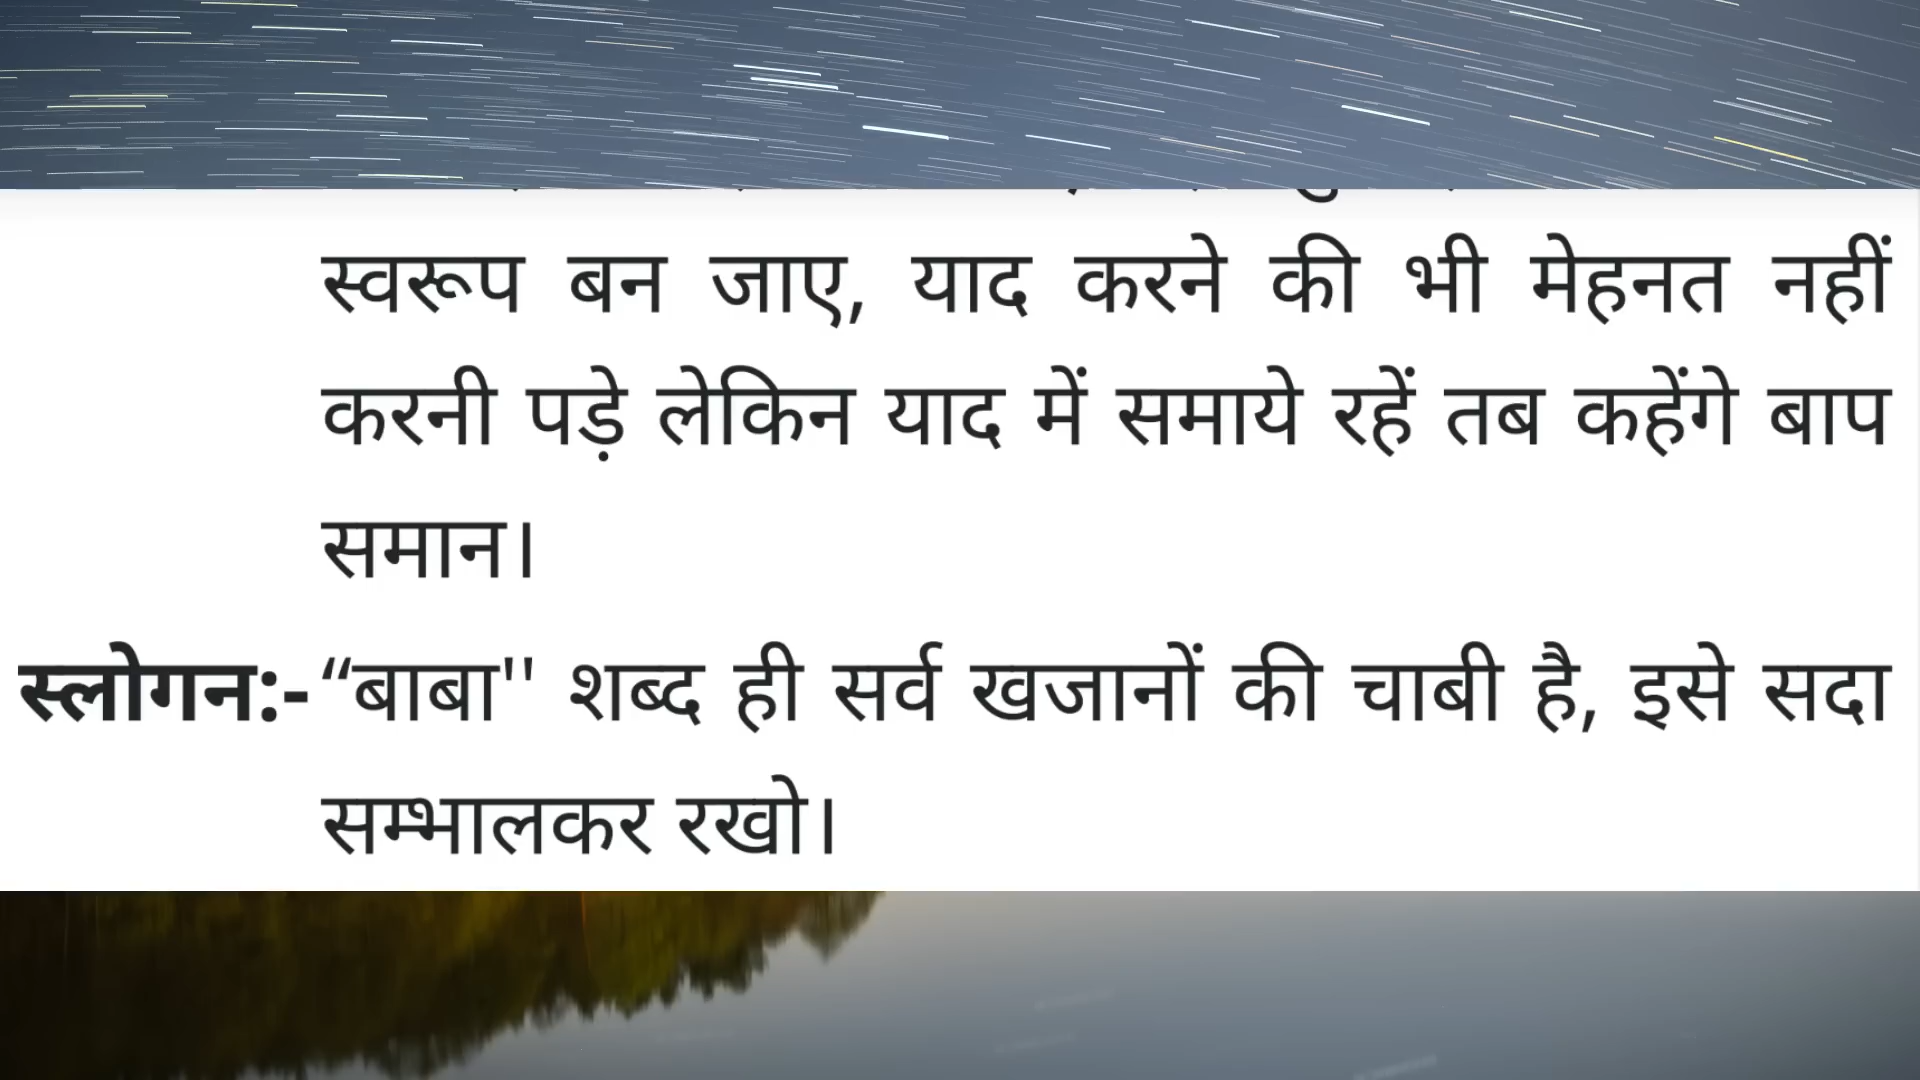 स्वरूप बन जाए, याद करने की भी मेहनत नहीं
करनी पड़े लेकिन याद में समाये रहें तब कहेंगे बाप
समान।
स्लोगन:- “बाबा'' शब्द ही सर्व खजानों की चाबी है, इसे सदा
सम्भालकर रखो।